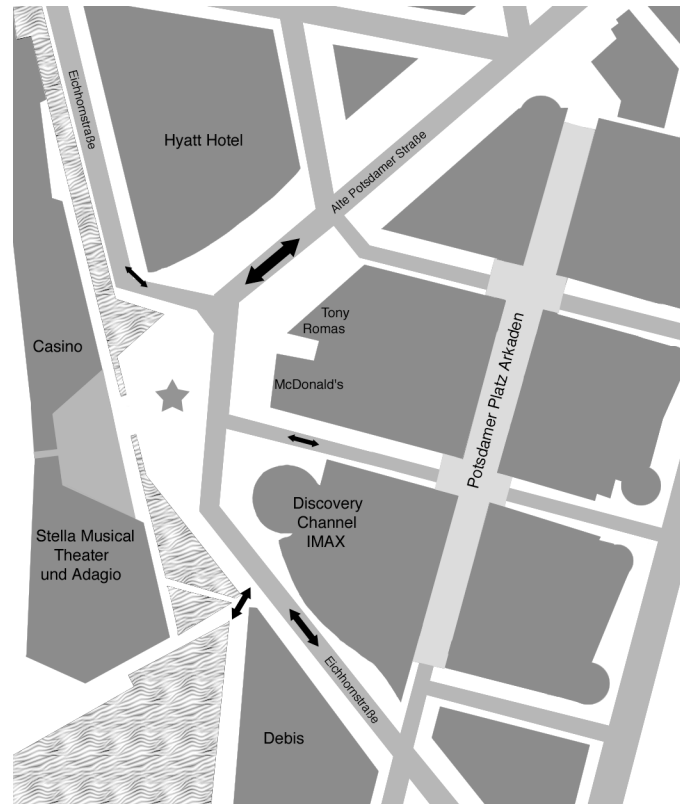 Eichhornstraße
Hyatt Hotel
Alte Potsdamer Straße
Tony
Romas
Casino
McDonald's
Potsdamer Platz Arkaden
Discovery
Channel
IMAX
Stella Musical
Theater
und Adagio
Eichhornstraße
Debis